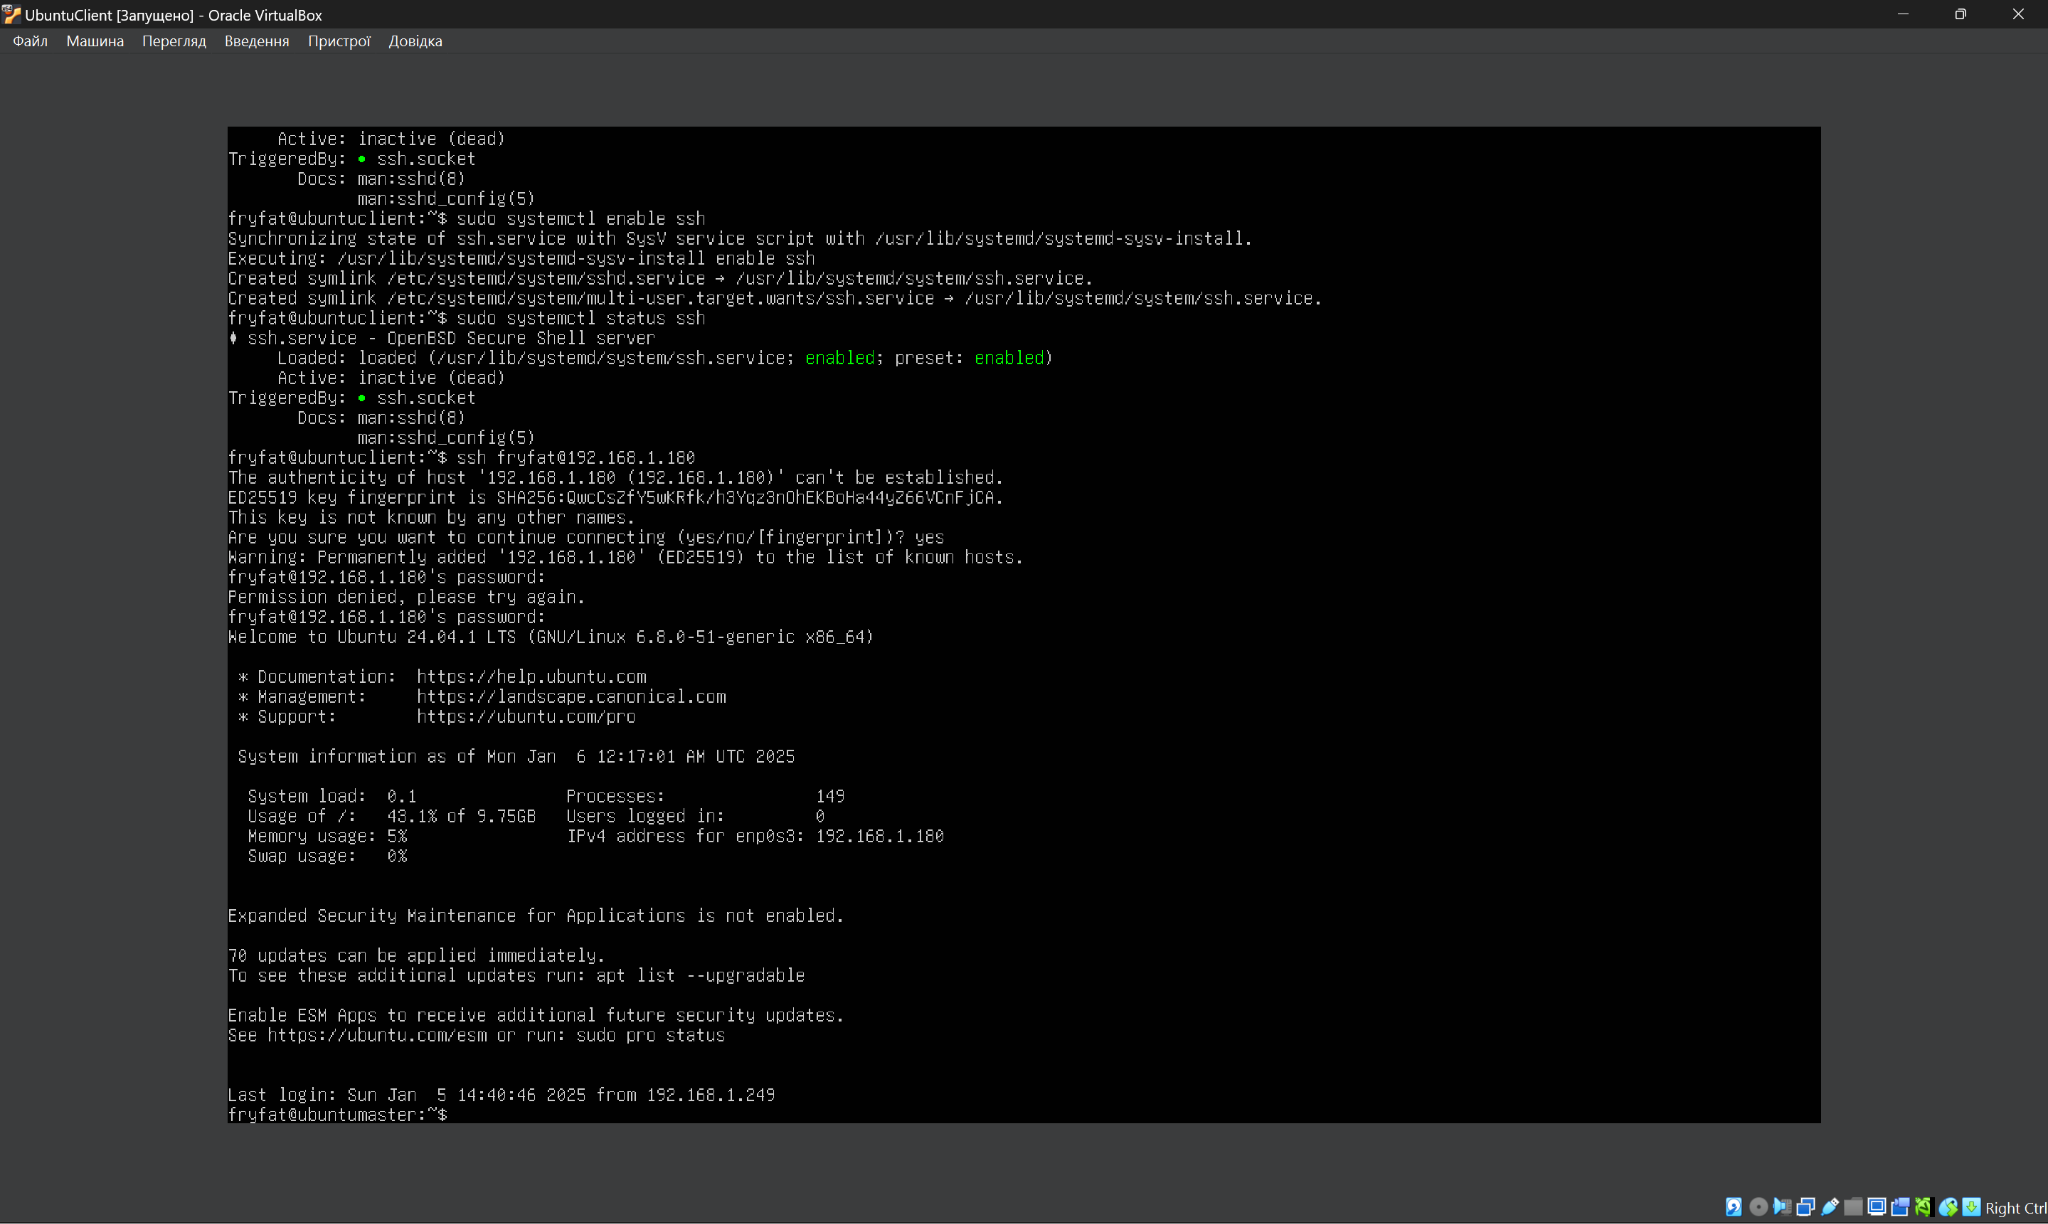 UbuntuClient [Запущено] - Oracle VirtualBox
Файл Машина Перегляд Введення Пристрої Довідка
Active: inactive (dead)
TriggeredBy: ● ssh.socket
Docs: man:sshd(8)
man:sshd_config(5)
fryfat@ubuntuclient:~$ sudo systemctl enable ssh
Synchronizing state of ssh.service with SysV service script with /usr/lib/systemd/systemd-sysv-install.
Executing: /usr/lib/systemd/systemd-sysv-install enable ssh
Created symlink /etc/systemd/system/sshd.service → /usr/lib/systemd/system/ssh.service.
Created symlink /etc/systemd/system/multi-user.target.wants/ssh.service → /usr/lib/systemd/system/ssh.service.
fryfat@ubuntuclient:~$ sudo systemctl status ssh
♦ ssh.service - OpenBSD Secure Shell server
Loaded: loaded (/usr/lib/systemd/system/ssh.service; enabled; preset: enabled)
Active: inactive (dead)
TriggeredBy: ● ssh.socket
Docs: man:sshd(8)
man:sshd_config(5)
fryfat@ubuntuclient:~$ ssh fryfat@192.168.1.180
The authenticity of host '192.168.1.180 (192.168.1.180)' can't be established.
ED25519 key fingerprint is SHA256:QwcCsZfY5wKRfk/h3Yqz3nOhEKBoHa44yZ66VCnFjCA.
This key is not known by any other names.
Are you sure you want to continue connecting (yes/no/[fingerprint])? yes
Warning: Permanently added '192.168.1.180' (ED25519) to the list of known hosts.
fryfat@192.168.1.180's password:
Permission denied, please try again.
fryfat@192.168.1.180's password:
Welcome to Ubuntu 24.04.1 LTS (GNU/Linux 6.8.0-51-generic x86_64)
* Documentation: https://help.ubuntu.com
* Management: https://landscape.canonical.com
* Support: https://ubuntu.com/pro
System information as of Mon Jan 6 12:17:01 AM UTC 2025
System load: 0.1 Processes: 149
Usage of /: 43.1% of 9.75GB Users logged in: 0
Memory usage: 5% IPv4 address for enp0s3: 192.168.1.180
Swap usage: 0%
Expanded Security Maintenance for Applications is not enabled.
70 updates can be applied immediately.
To see these additional updates run: apt list --upgradable
Enable ESM Apps to receive additional future security updates.
See https://ubuntu.com/esm or run: sudo pro status
Last login: Sun Jan 5 14:40:46 2025 from 192.168.1.249
fryfat@ubuntumaster:~$
Right Ctrl